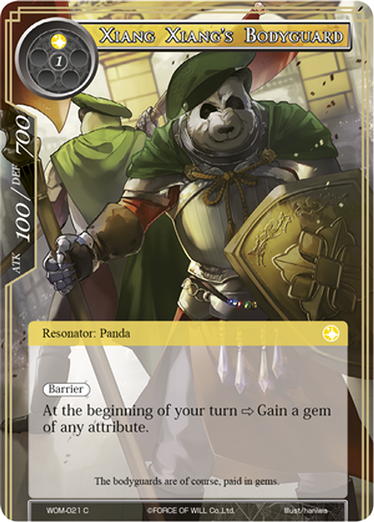 Xiang Xiang's Bodyguard
1
ATK 100 / DEF 700
Resonator: Panda
Barrier
At the beginning of your turn ⇨ Gain a gem
of any attribute.
The bodyguards are of course, paid in gems.
WOM-021 C ©FORCE OF WILL Co.,Ltd. Illust/haniwa